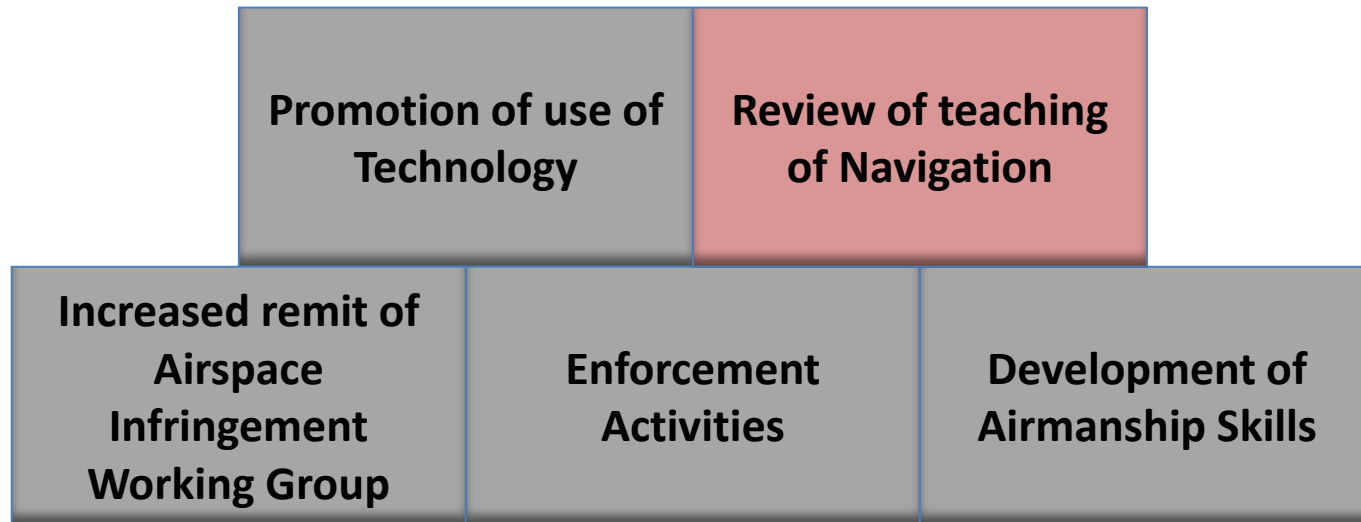 Promotion of use of
Technology
Review of teaching
of Navigation
Increased remit of
Airspace
Infringement
Working Group
Enforcement
Activities
Development of
Airmanship Skills